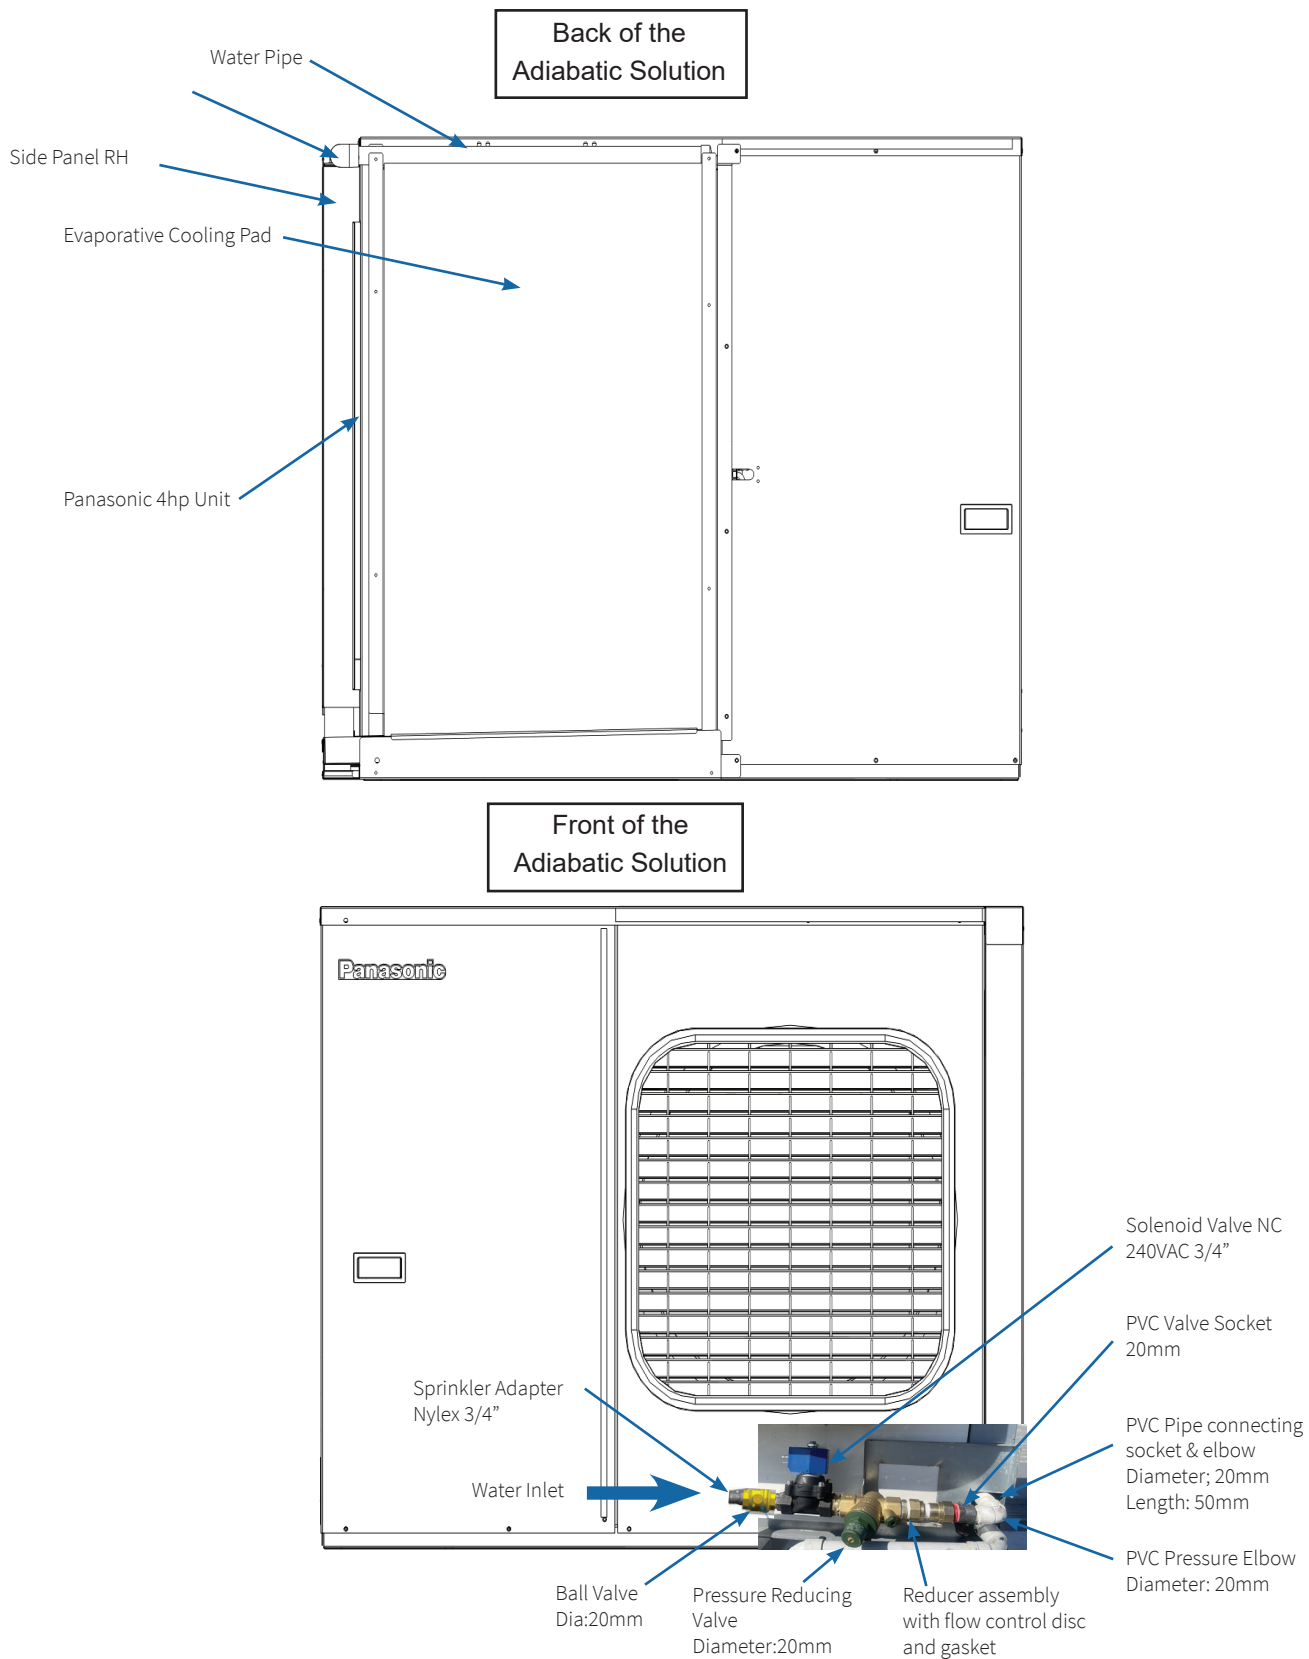 Back of the
Adiabatic Solution
Water Pipe
Side Panel RH
Evaporative Cooling Pad
Panasonic 4hp Unit
Front of the
Adiabatic Solution
Panasonic
Solenoid Valve NC
240VAC 3/4”
PVC Valve Socket
20mm
Sprinkler Adapter
Nylex 3/4”
PVC Pipe connecting
socket & elbow
Diameter; 20mm
Length: 50mm
Water Inlet
PVC Pressure Elbow
Diameter: 20mm
Ball Valve
Dia:20mm
Pressure Reducing
Valve
Diameter:20mm
Reducer assembly
with flow control disc
and gasket